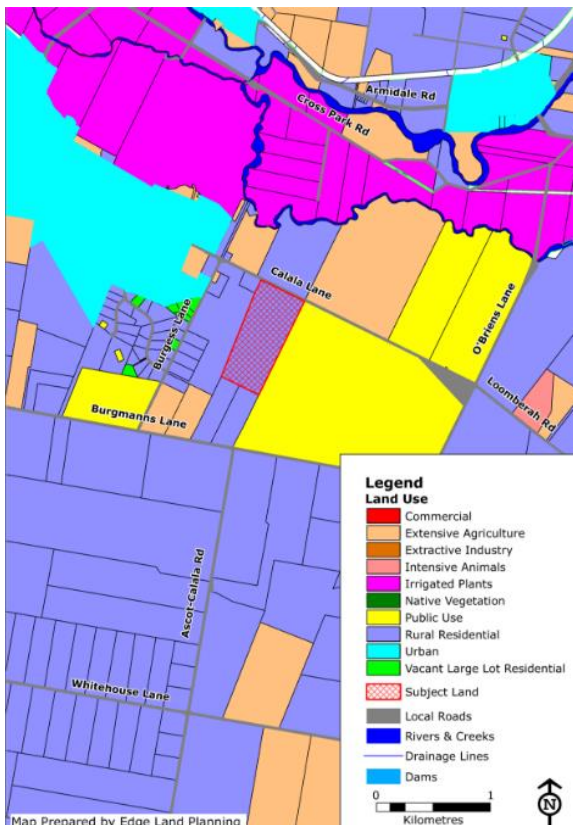 Armidale Rd
Cross Park Rd
Calala Lane
O'Briens Lane
Burgess Lane
Loomberah Rd
Burgmanns Lane
Ascot-Calala Rd
Whitehouse Lane
Legend
Land Use
Commercial
Extensive Agriculture
Extractive Industry
Intensive Animals
Irrigated Plants
Native Vegetation
Public Use
Rural Residential
Urban
Vacant Large Lot Residential
Subject Land
Local Roads
Rivers & Creeks
Drainage Lines
Dams
0 1
Kilometres
N
Map Prepared by Edge Land Planning